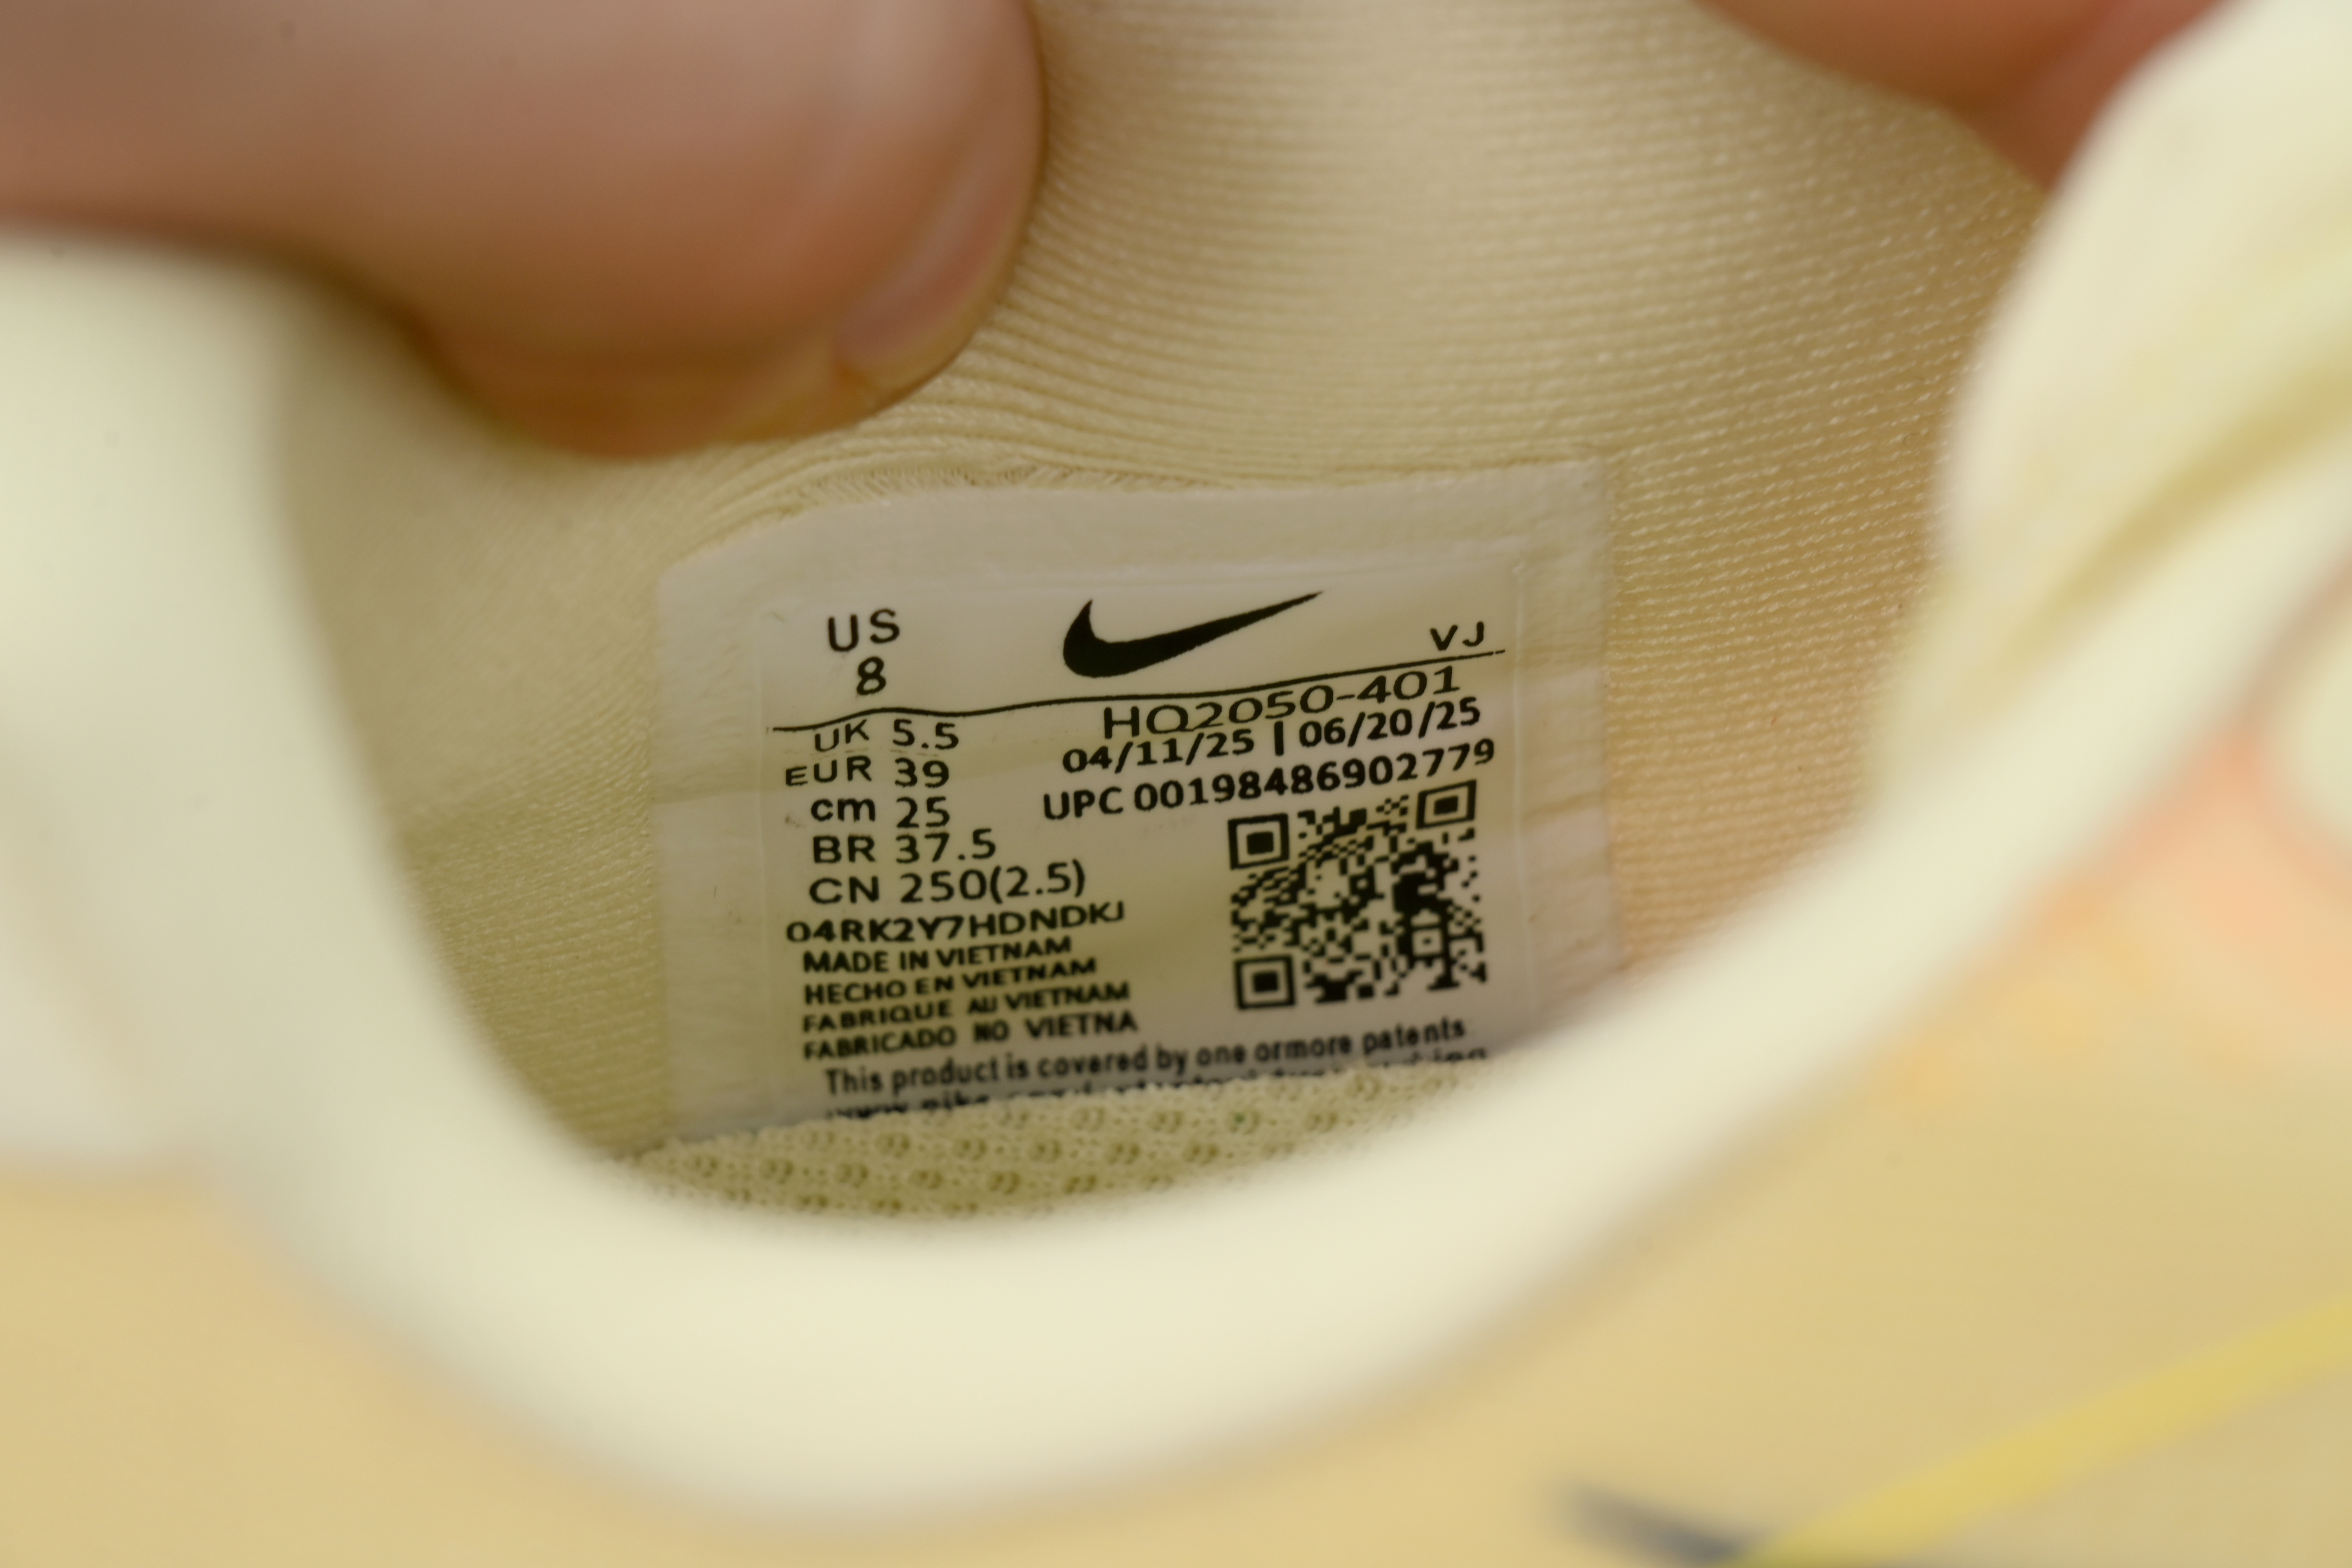 US
8
VJ
UK 5.5
EUR 39
cm 25
BR 37.5
CN 250(2.5)
HQ2050-401
04/11/25 | 06/20/25
UPC 00198486902779
04RK2Y7HDNDKJ
MADE IN VIETNAM
HECHO EN VIETNAM
FABRIQUE AU VIETNAM
FABRICADO NO VIETNA
This product is covered by one ormore patents